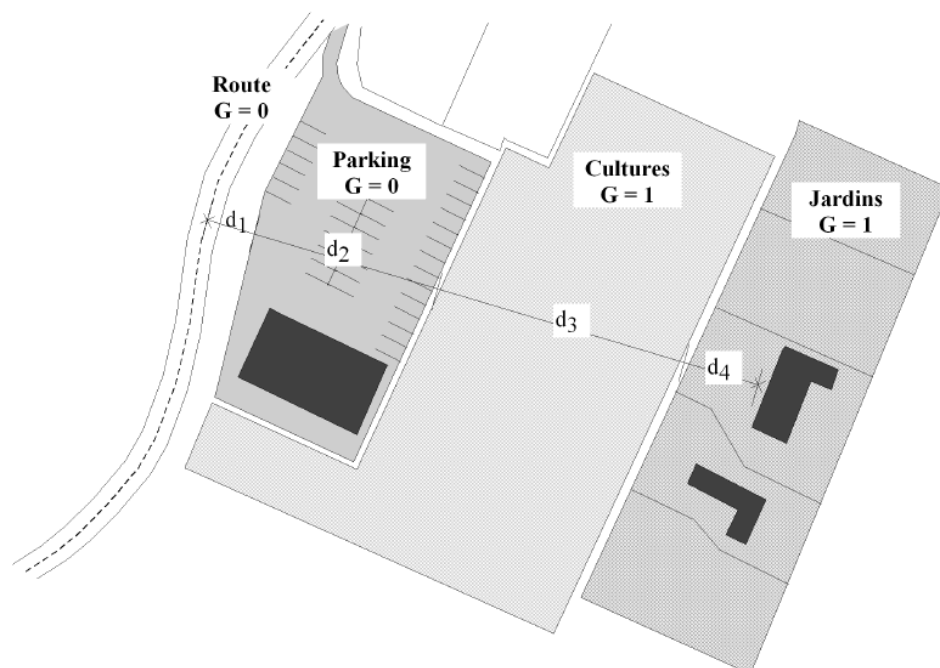 Route
G = 0
Parking
G = 0
Cultures
G = 1
Jardins
G = 1
d1
d2
d3
d4